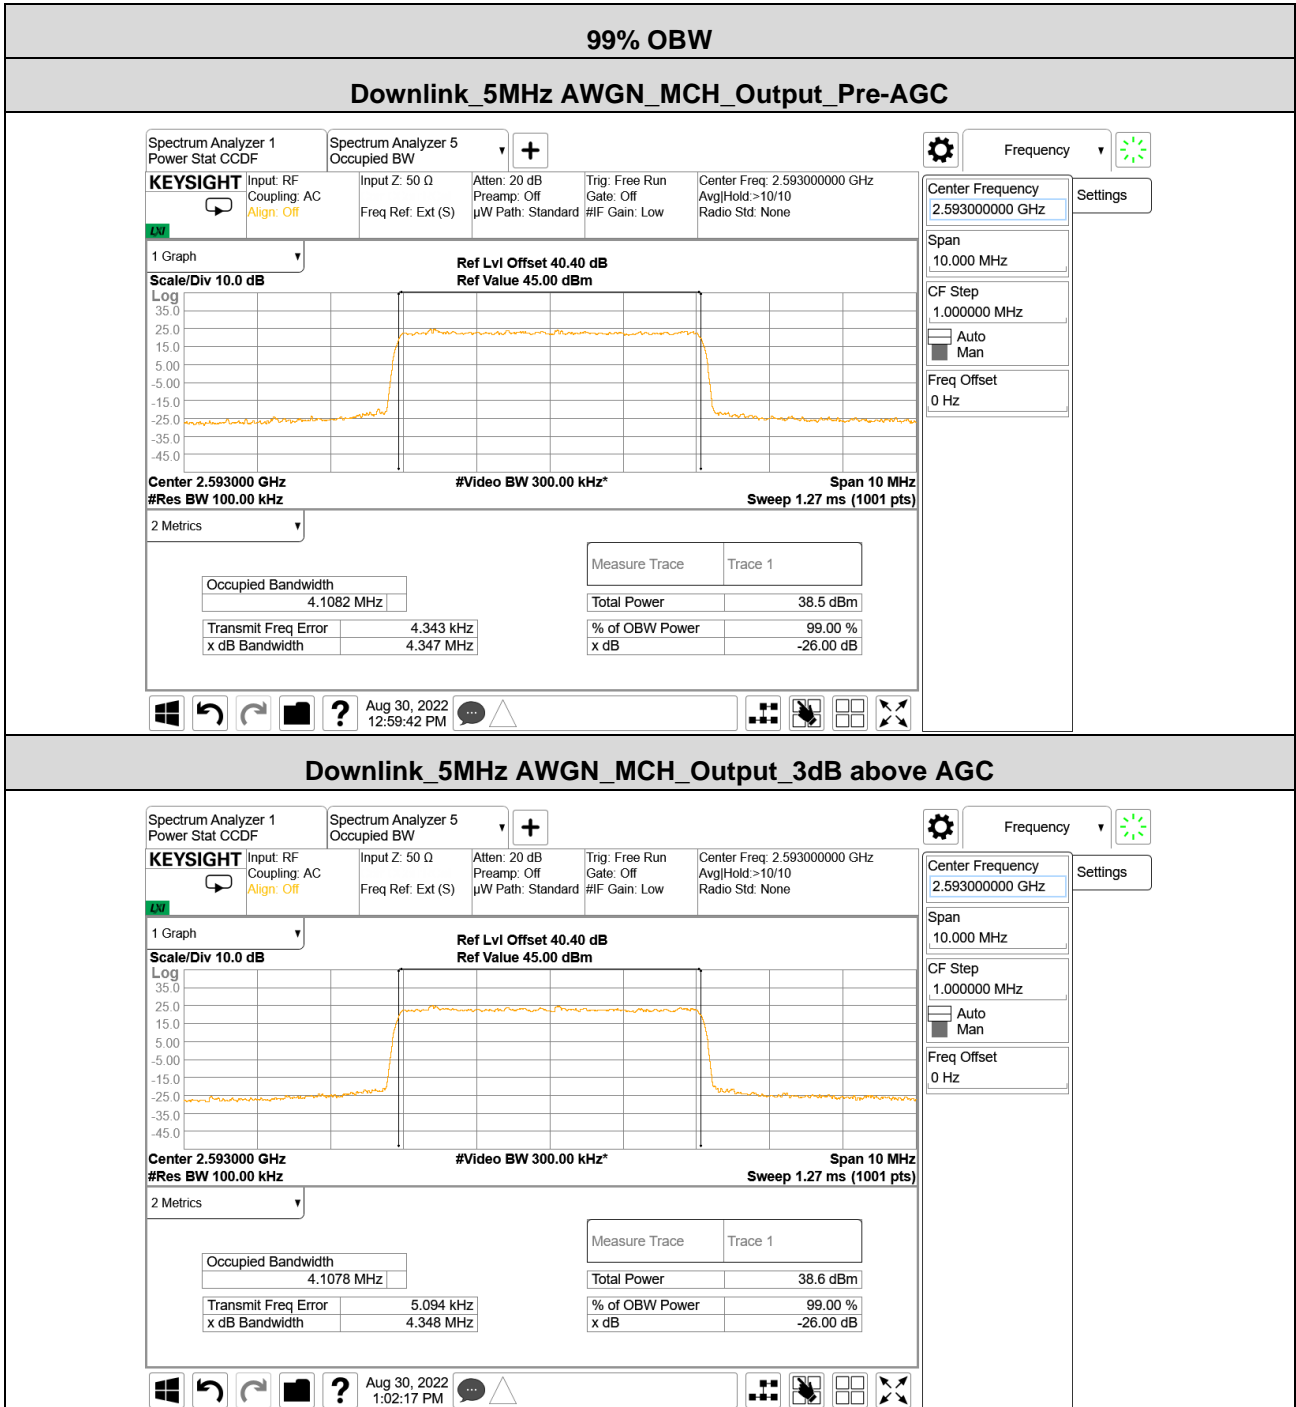 99% OBW
Downlink_5MHz AWGN_MCH_Output_Pre-AGC
Spectrum Analyzer 1
Power Stat CCDF
Spectrum Analyzer 5
Occupied BW
Frequency
KEYSIGHT
LXI
Input: RF
Coupling: AC
Align: Off
Input Z: 50 Ω
Freq Ref: Ext (S)
Atten: 20 dB
Preamp: Off
µW Path: Standard
Trig: Free Run
Gate: Off
#IF Gain: Low
Center Freq: 2.593000000 GHz
Avg|Hold:>10/10
Radio Std: None
Center Frequency
2.593000000 GHz
Settings
Span
10.000 MHz
CF Step
1.000000 MHz
Auto
Man
Freq Offset
0 Hz
1 Graph
Scale/Div 10.0 dB
Ref Lvl Offset 40.40 dB
Ref Value 45.00 dBm
Log
35.0
25.0
15.0
5.00
-5.00
-15.0
-25.0
-35.0
-45.0
Center 2.593000 GHz
#Video BW 300.00 kHz*
Span 10 MHz
#Res BW 100.00 kHz
Sweep 1.27 ms (1001 pts)
2 Metrics
Measure Trace Trace 1
Occupied Bandwidth
4.1082 MHz
Total Power 38.5 dBm
Transmit Freq Error 4.343 kHz
% of OBW Power 99.00 %
x dB Bandwidth 4.347 MHz
x dB -26.00 dB
?
Aug 30, 2022
12:59:42 PM
Downlink_5MHz AWGN_MCH_Output_3dB above AGC
Spectrum Analyzer 1
Power Stat CCDF
Spectrum Analyzer 5
Occupied BW
Frequency
KEYSIGHT
LXI
Input: RF
Coupling: AC
Align: Off
Input Z: 50 Ω
Freq Ref: Ext (S)
Atten: 20 dB
Preamp: Off
µW Path: Standard
Trig: Free Run
Gate: Off
#IF Gain: Low
Center Freq: 2.593000000 GHz
Avg|Hold:>10/10
Radio Std: None
Center Frequency
2.593000000 GHz
Settings
Span
10.000 MHz
CF Step
1.000000 MHz
Auto
Man
Freq Offset
0 Hz
1 Graph
Scale/Div 10.0 dB
Ref Lvl Offset 40.40 dB
Ref Value 45.00 dBm
Log
35.0
25.0
15.0
5.00
-5.00
-15.0
-25.0
-35.0
-45.0
Center 2.593000 GHz
#Video BW 300.00 kHz*
Span 10 MHz
#Res BW 100.00 kHz
Sweep 1.27 ms (1001 pts)
2 Metrics
Measure Trace Trace 1
Occupied Bandwidth
4.1078 MHz
Total Power 38.6 dBm
Transmit Freq Error 5.094 kHz
% of OBW Power 99.00 %
x dB Bandwidth 4.348 MHz
x dB -26.00 dB
?
Aug 30, 2022
1:02:17 PM